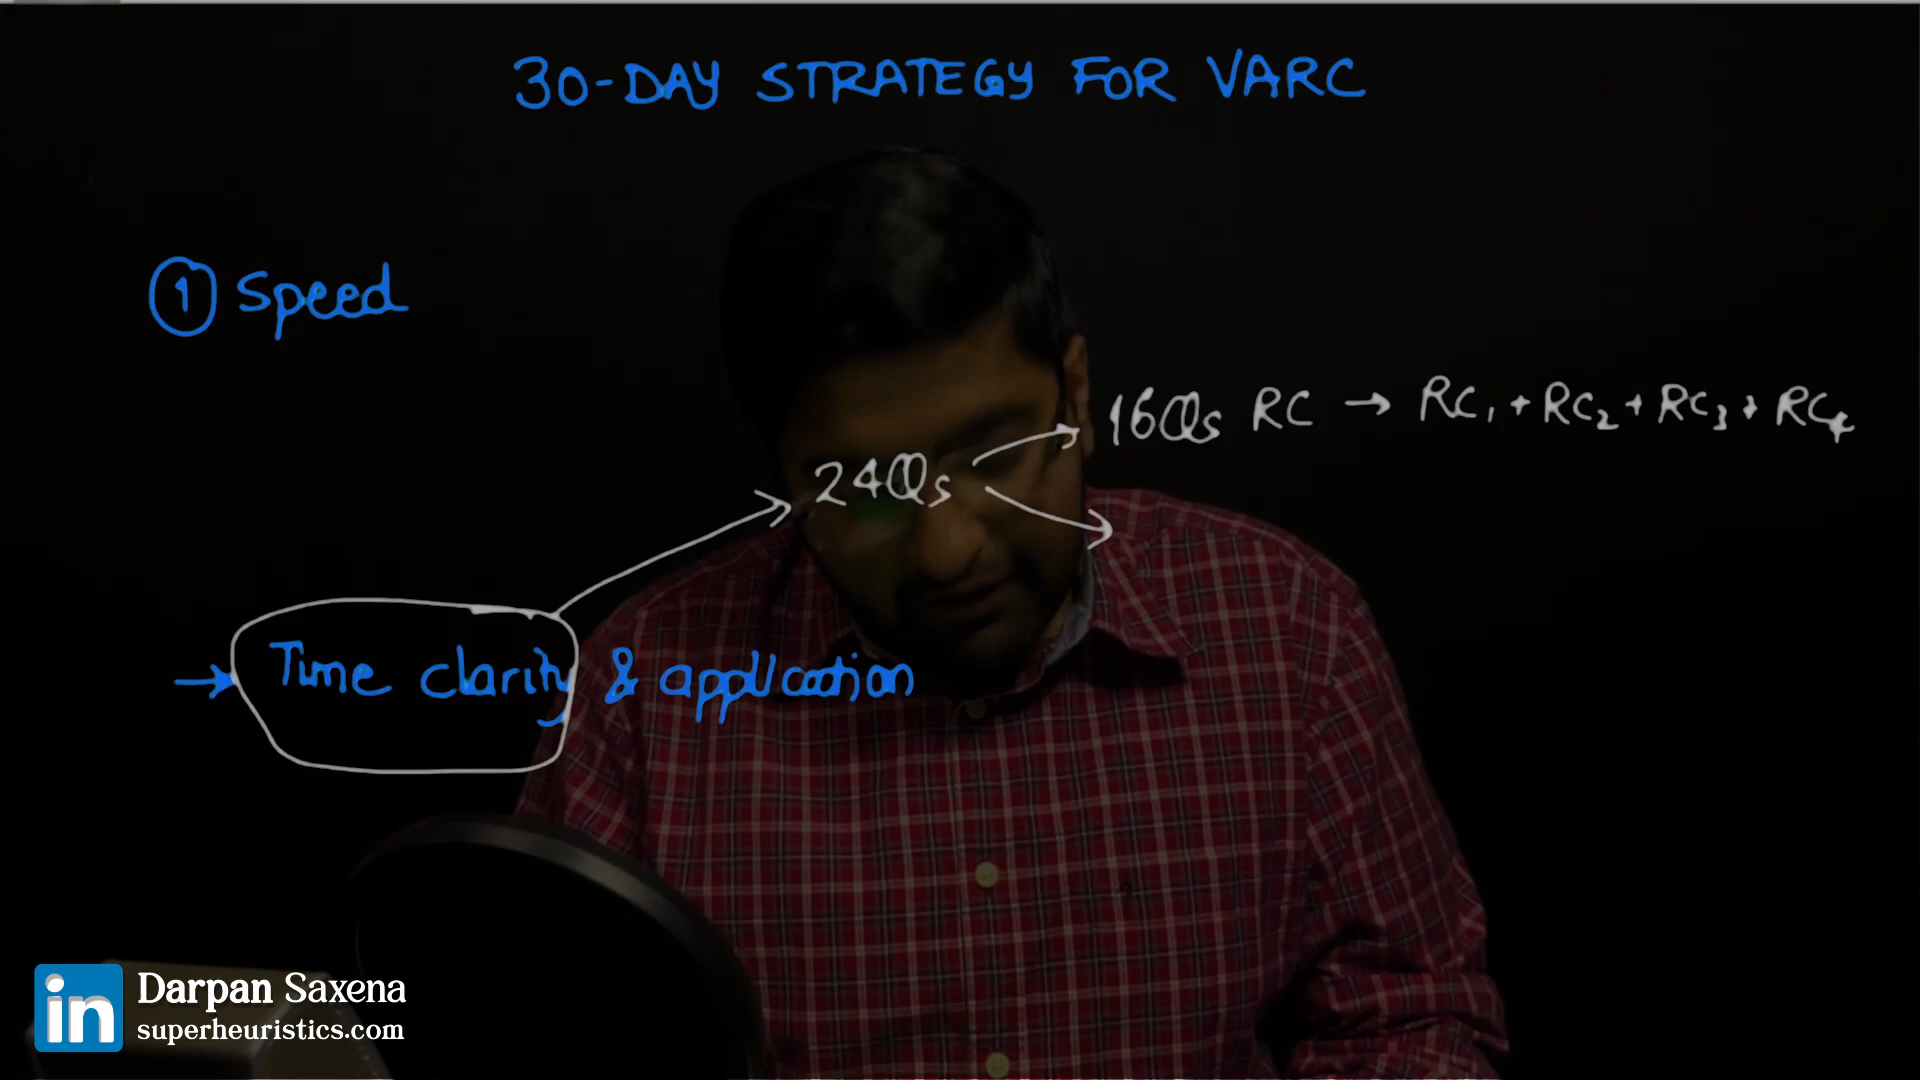 30-DAY STRATEGY FOR VARC
1 Speed
16Qs RC → RC1 + RC2 + RC3 + RC4
24Qs
→ Time clarity & application
in Darpan Saxena
superheuristics.com